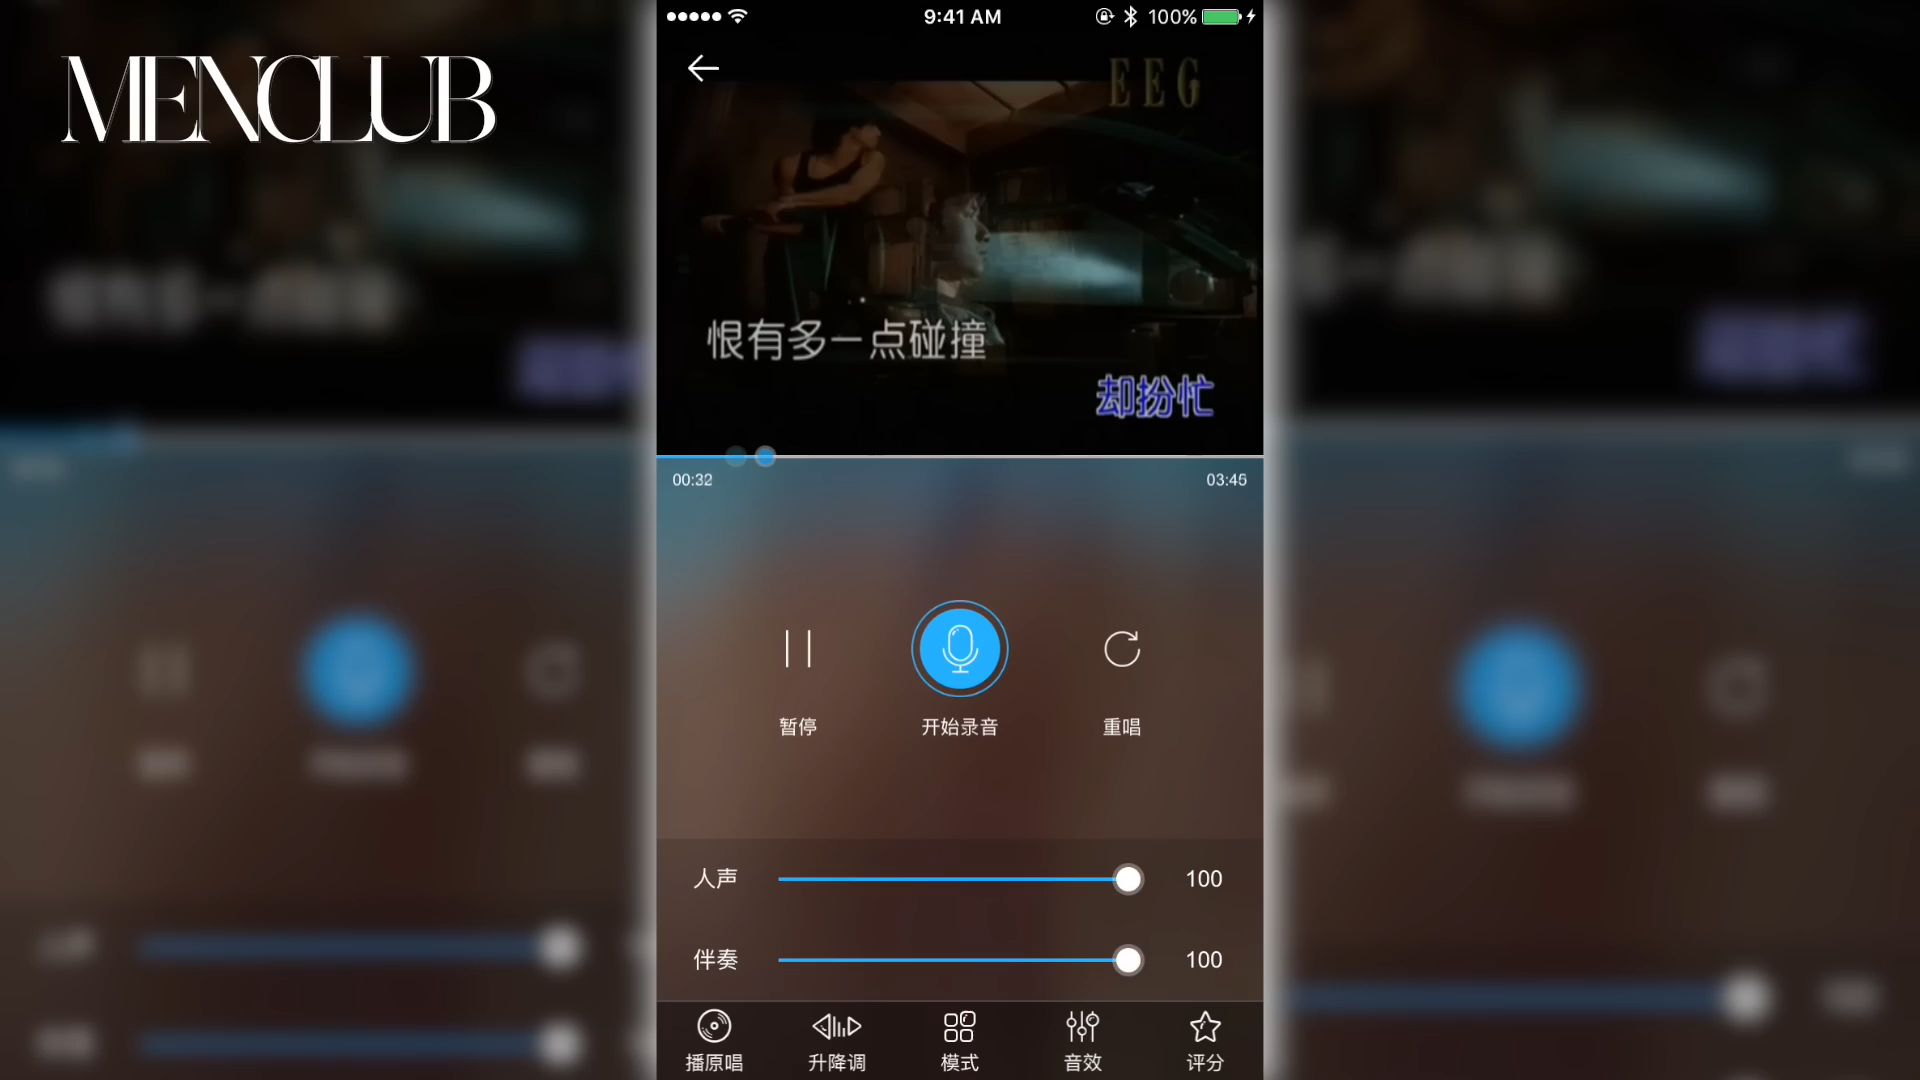 MENCLUB
9:41 AM
100%
EEG
恨有多一点碰撞
却扮忙
00:32
03:45
暂停
开始录音
重唱
人声
100
伴奏
100
播原唱
升降调
模式
音效
评分